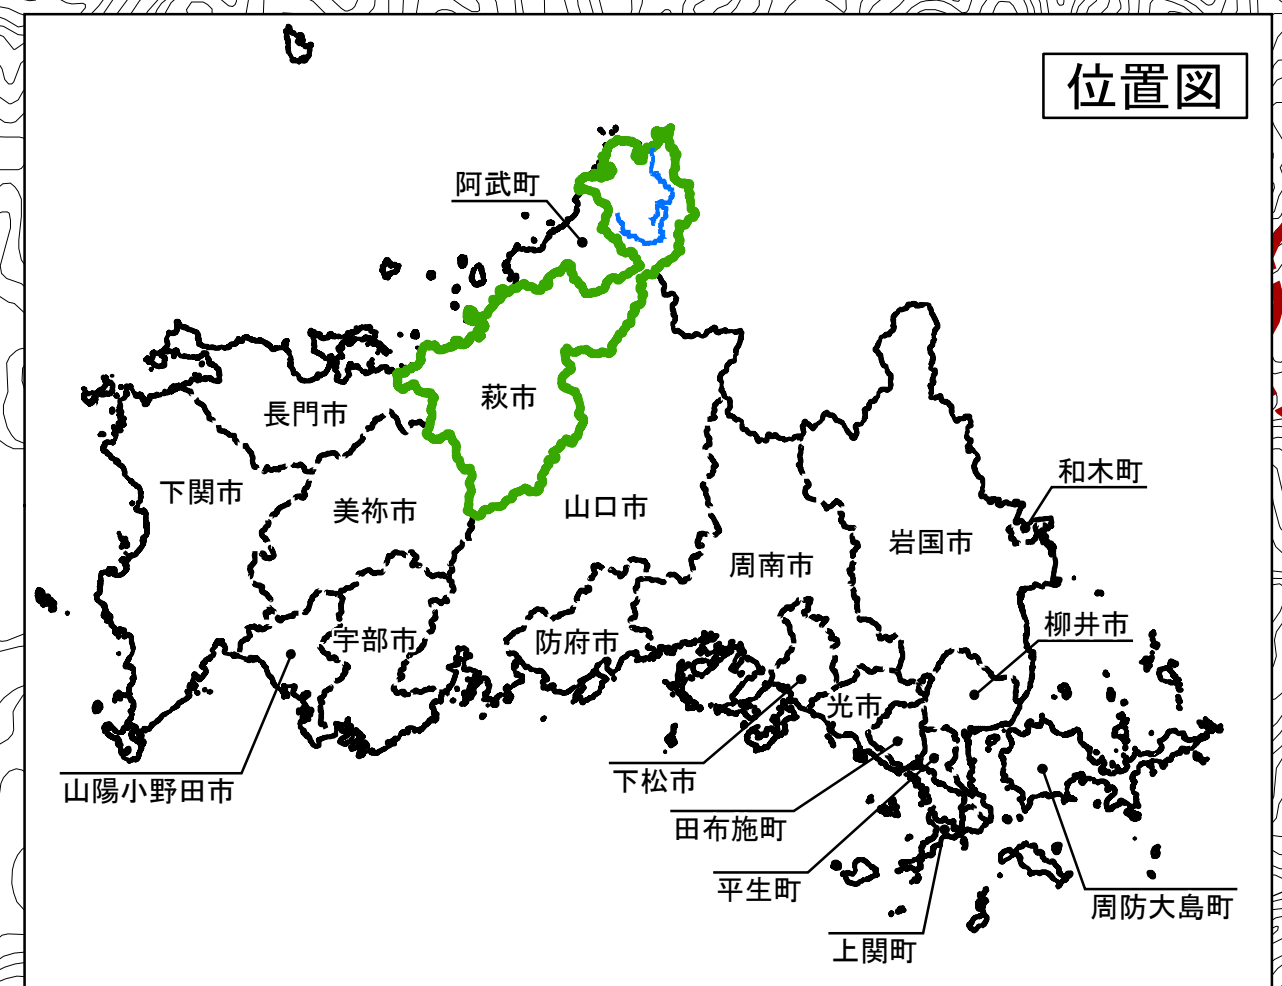 位置図
阿武町
萩市
長門市
和木町
下関市
美祢市
山口市
岩国市
周南市
柳井市
宇部市
防府市
光市
下松市
山陽小野田市
田布施町
平生町
周防大島町
上関町